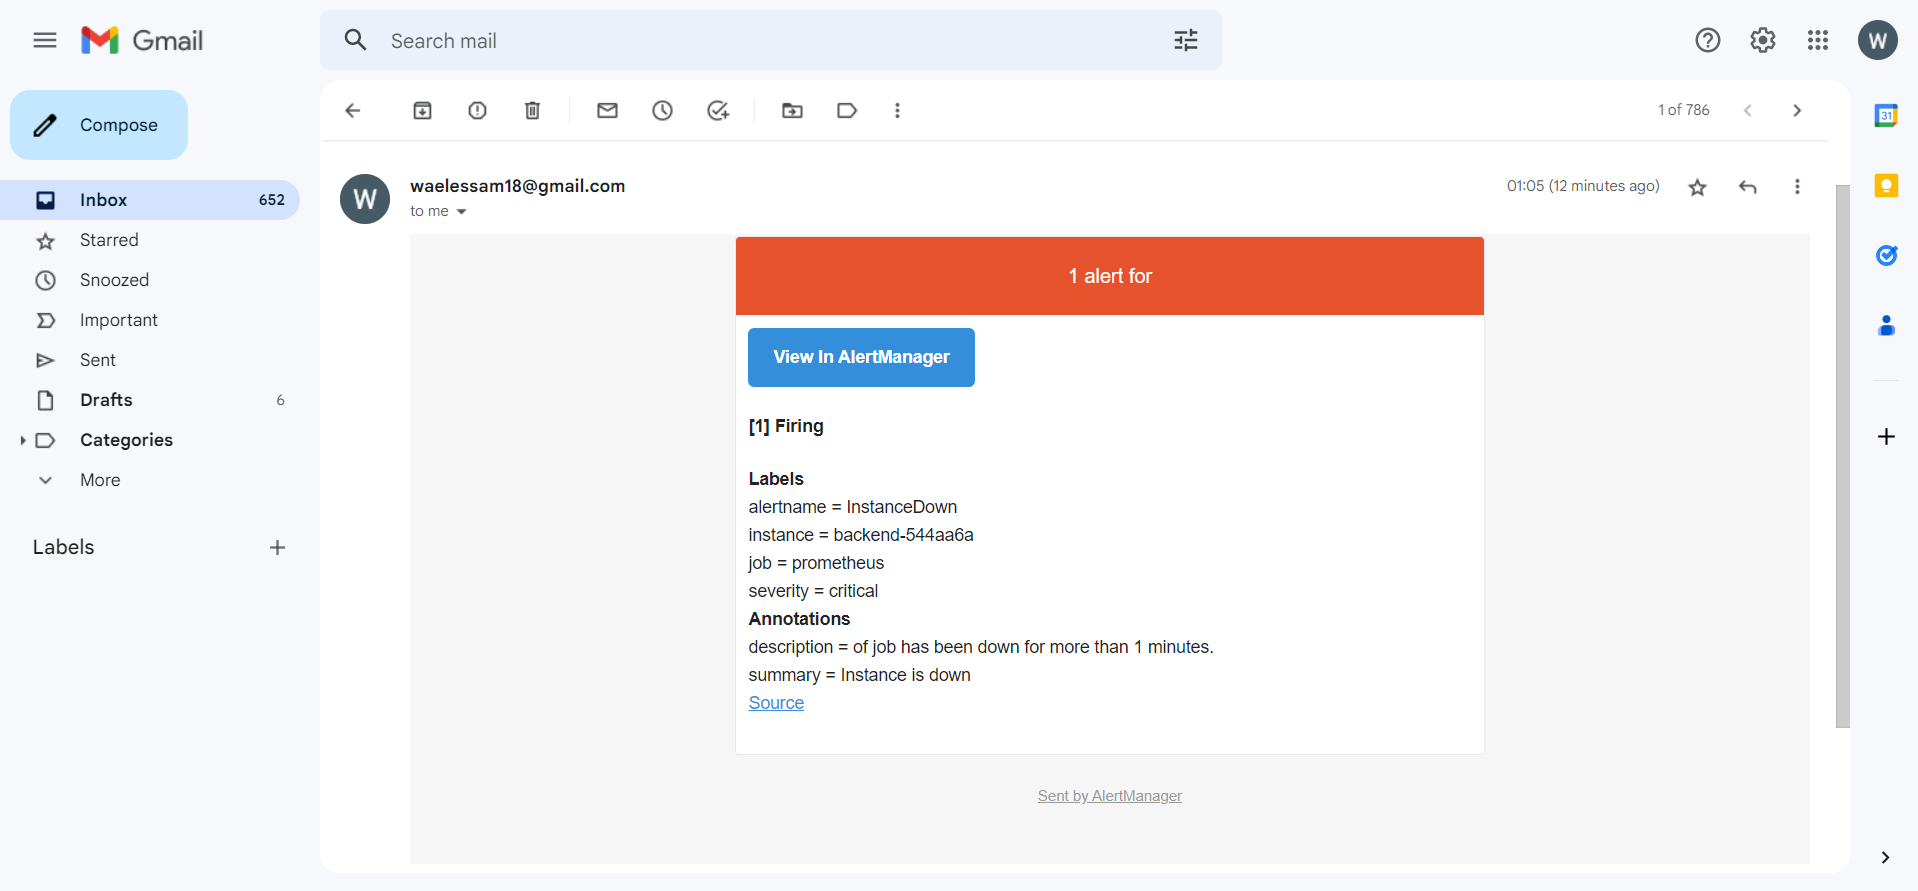 Gmail
Search mail
W
Compose
1 of 786
31
Inbox 652
Starred
Snoozed
Important
Sent
Drafts 6
Categories
More
Labels
W
waelessam18@gmail.com
01:05 (12 minutes ago)
to me
1 alert for
View In AlertManager
[1] Firing
Labels
alertname = InstanceDown
instance = backend-544aa6a
job = prometheus
severity = critical
Annotations
description = of job has been down for more than 1 minutes.
summary = Instance is down
Source
Sent by AlertManager